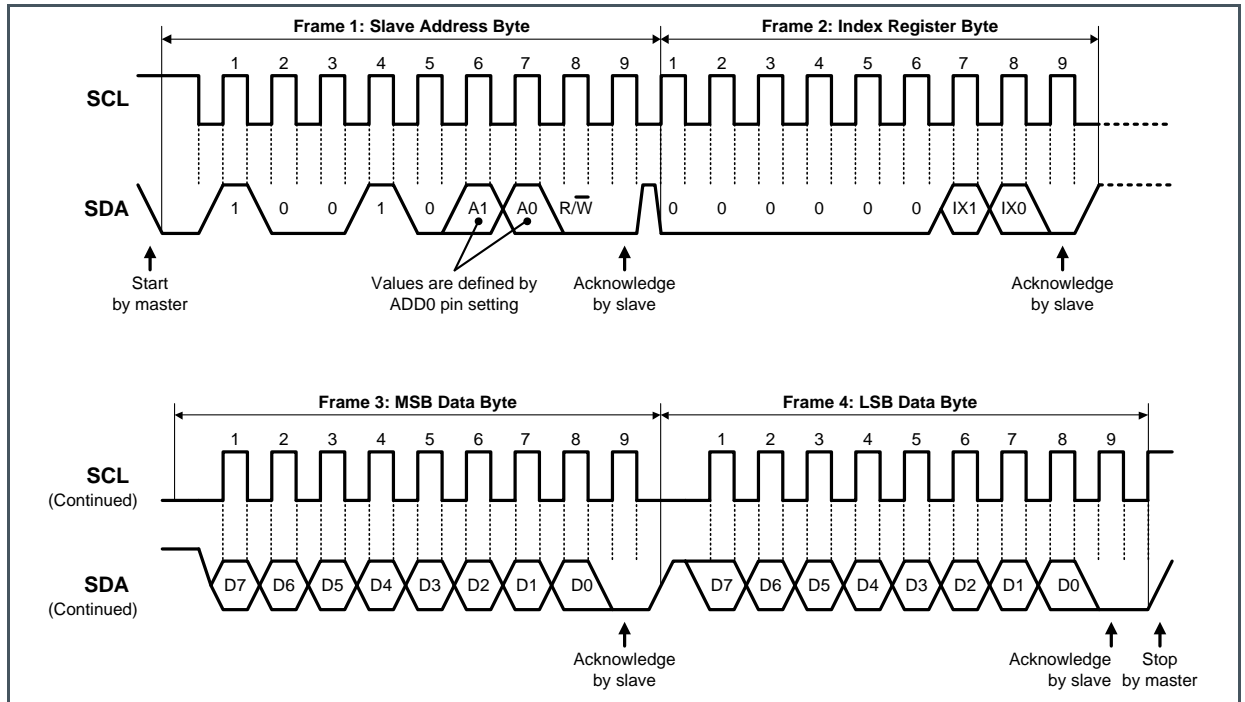 Frame 1: Slave Address Byte Frame 2: Index Register Byte
1 2 3 4 5 6 7 8 9 1 2 3 4 5 6 7 8 9
SCL
SDA 1 0 0 1 0 A1 A0 R/W̅ 0 0 0 0 0 0 IX1 IX0
Start Values are defined by Acknowledge Acknowledge
by master ADD0 pin setting by slave by slave
Frame 3: MSB Data Byte Frame 4: LSB Data Byte
1 2 3 4 5 6 7 8 9 1 2 3 4 5 6 7 8 9
SCL
(Continued)
SDA D7 D6 D5 D4 D3 D2 D1 D0 D7 D6 D5 D4 D3 D2 D1 D0
(Continued)
Acknowledge Acknowledge Stop
by slave by slave by master